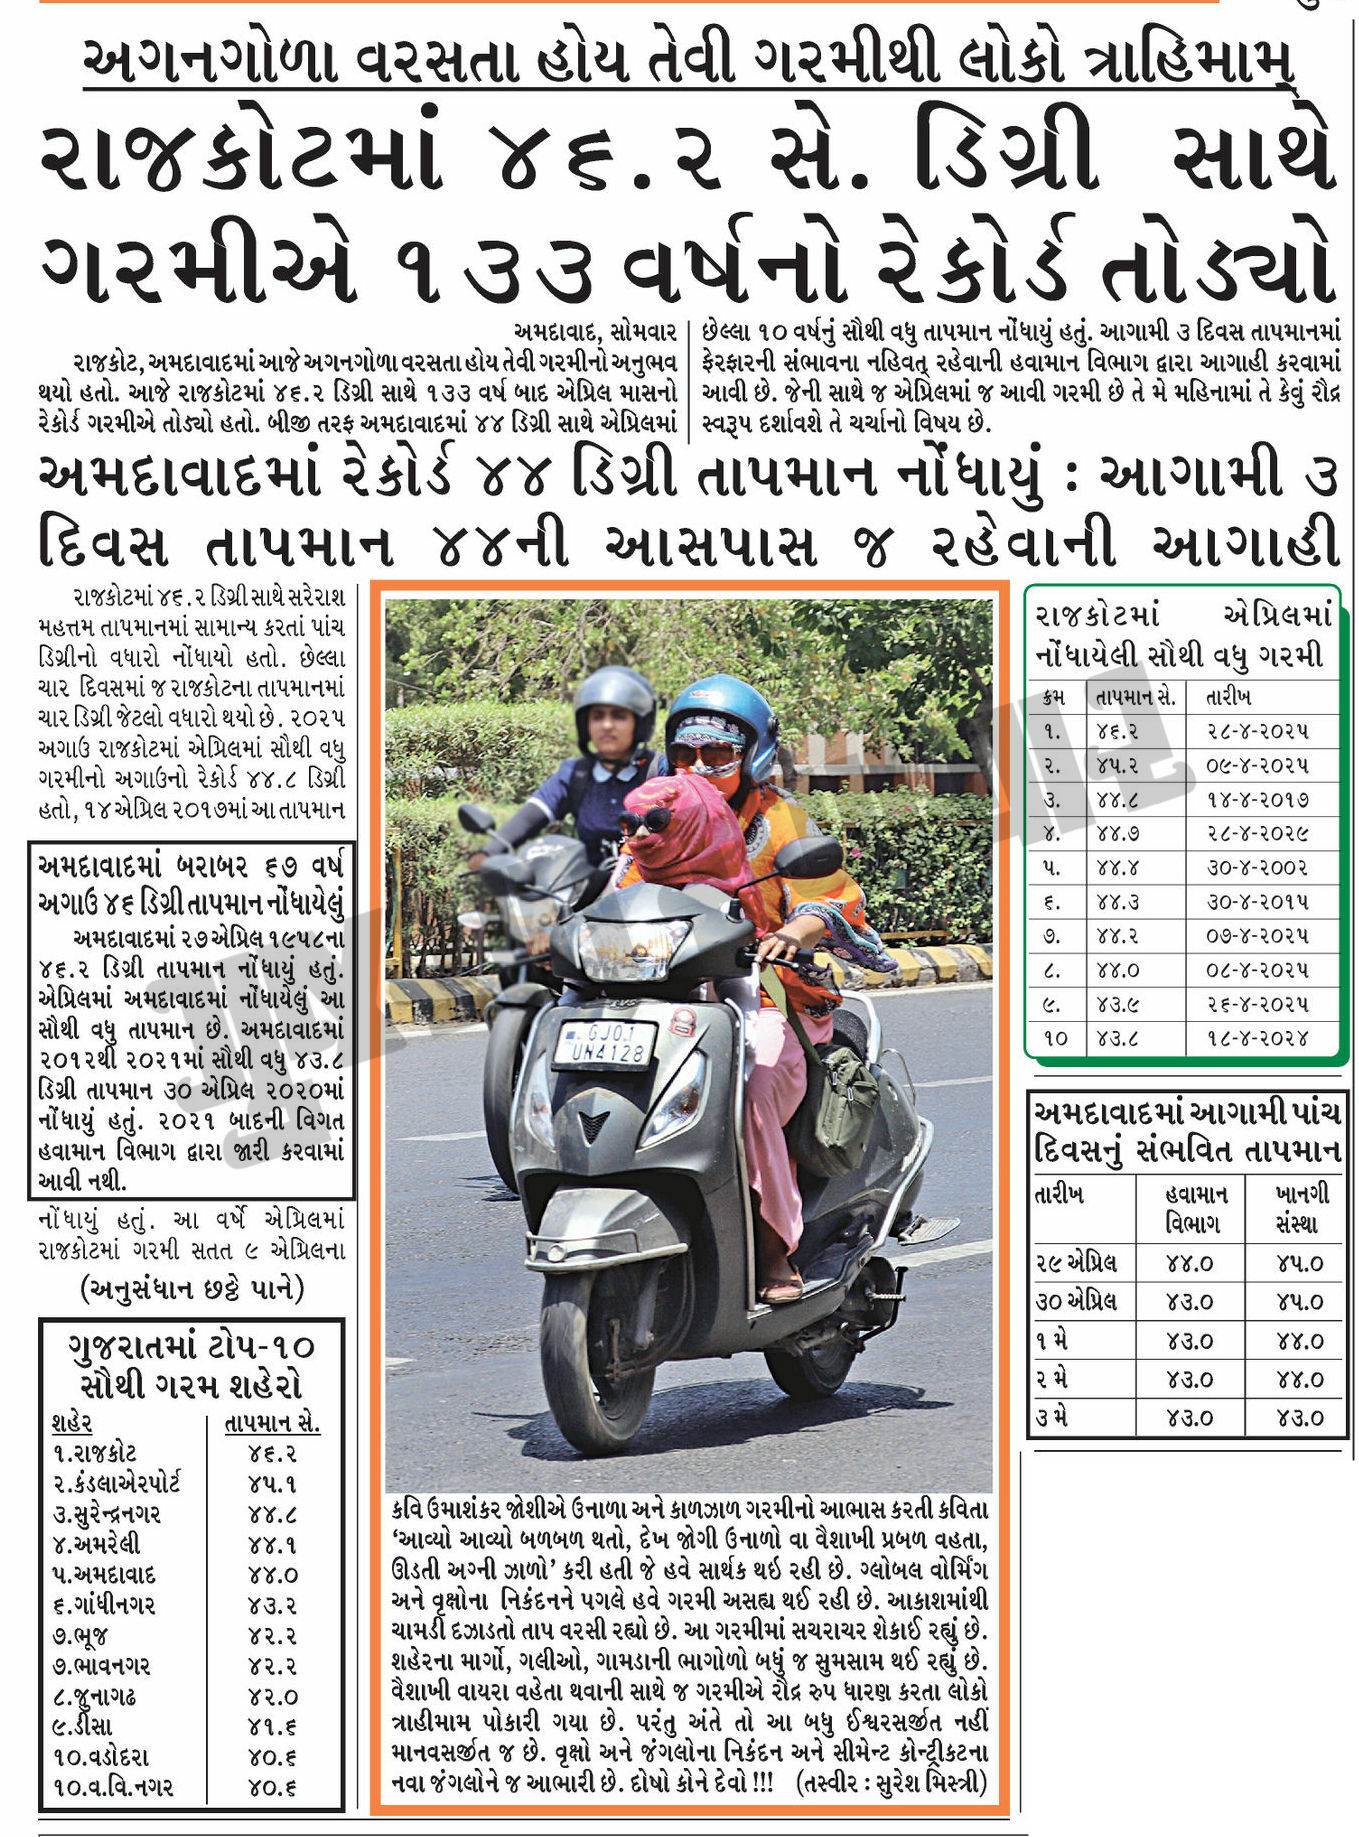 અગનગોળા વરસતા હોય તેવી ગરમીથી લોકો ત્રાહિમામ્
રાજકોટમાં ૪૬.૨ સે. ડિગ્રી સાથે
ગરમીએ ૧૩૩ વર્ષનો રેકોર્ડ તોડ્યો
અમદાવાદ, સોમવાર
રાજકોટ, અમદાવાદમાં આજે અગનગોળા વરસતા હોય તેવી ગરમીનો અનુભવ
થયો હતો. આજે રાજકોટમાં ૪૬.૨ ડિગ્રી સાથે ૧૩૩ વર્ષ બાદ એપ્રિલ માસનો
રેકોર્ડ ગરમીએ તોડ્યો હતો. બીજી તરફ અમદાવાદમાં ૪૪ ડિગ્રી સાથે એપ્રિલમાં
છેલ્લા ૧૦ વર્ષનું સૌથી વધુ તાપમાન નોંધાયું હતું. આગામી ૩ દિવસ તાપમાનમાં
ફેરફારની સંભાવના નહિવત્ રહેવાની હવામાન વિભાગ દ્વારા આગાહી કરવામાં
આવી છે. જેની સાથે જ એપ્રિલમાં જ આવી ગરમી છે તે મે મહિનામાં તે કેવું રૌદ્ર
સ્વરૂપ દર્શાવશે તે ચર્ચાનો વિષય છે.
અમદાવાદમાં રેકોર્ડ ૪૪ ડિગ્રી તાપમાન નોંધાયું : આગામી ૩
દિવસ તાપમાન ૪૪ની આસપાસ જ રહેવાની આગાહી
રાજકોટમાં ૪૬.૨ ડિગ્રી સાથે સરેરાશ
મહત્તમ તાપમાનમાં સામાન્ય કરતાં પાંચ
ડિગ્રીનો વધારો નોંધાયો હતો. છેલ્લા
ચાર દિવસમાં જ રાજકોટના તાપમાનમાં
ચાર ડિગ્રી જેટલો વધારો થયો છે. ૨૦૨૫
અગાઉ રાજકોટમાં એપ્રિલમાં સૌથી વધુ
ગરમીનો અગાઉનો રેકોર્ડ ૪૪.૮ ડિગ્રી
હતો, ૧૪ એપ્રિલ ૨૦૧૭માં આ તાપમાન
અમદાવાદમાં બરાબર ૬૭ વર્ષ
અગાઉ ૪૬ ડિગ્રી તાપમાન નોંધાયેલું
અમદાવાદમાં ૨૭ એપ્રિલ ૧૯૫૮ના
૪૬.૨ ડિગ્રી તાપમાન નોંધાયું હતું.
એપ્રિલમાં અમદાવાદમાં નોંધાયેલું આ
સૌથી વધુ તાપમાન છે. અમદાવાદમાં
૨૦૧૨થી ૨૦૨૧માં સૌથી વધુ ૪૩.૮
ડિગ્રી તાપમાન ૩૦ એપ્રિલ ૨૦૨૦માં
નોંધાયું હતું. ૨૦૨૧ બાદની વિગત
હવામાન વિભાગ દ્વારા જારી કરવામાં
આવી નથી.
નોંધાયું હતું. આ વર્ષે એપ્રિલમાં
રાજકોટમાં ગરમી સતત ૯ એપ્રિલના
(અનુસંધાન છઠ્ઠે પાને)
ગુજરાતમાં ટોપ-૧૦
સૌથી ગરમ શહેરો
શહેર તાપમાન સે.
૧.રાજકોટ ૪૬.૨
૨.કંડલાએરપોર્ટ ૪૫.૧
૩.સુરેન્દ્રનગર ૪૪.૮
૪.અમરેલી ૪૪.૧
૫.અમદાવાદ ૪૪.૦
૬.ગાંધીનગર ૪૩.૨
૭.ભૂજ ૪૨.૨
૭.ભાવનગર ૪૨.૨
૮.જુનાગઢ ૪૨.૦
૯.ડીસા ૪૧.૬
૧૦.વડોદરા ૪૦.૬
૧૦.વ.વિ.નગર ૪૦.૬
GJ01
UN4128
કવિ ઉમાશંકર જોશીએ ઉનાળા અને કાળઝાળ ગરમીનો આભાસ કરતી કવિતા
‘આવ્યો આવ્યો બળબળ થતો, દેખ જોગી ઉનાળો વા વૈશાખી પ્રબળ વહતા,
ઊડતી અગ્ની ઝાળો’ કરી હતી જે હવે સાર્થક થઇ રહી છે. ગ્લોબલ વોર્મિંગ
અને વૃક્ષોના નિકંદનને પગલે હવે ગરમી અસહ્ય થઈ રહી છે. આકાશમાંથી
ચામડી દઝાડતો તાપ વરસી રહ્યો છે. આ ગરમીમાં સચરાચર શેકાઈ રહ્યું છે.
શહેરના માર્ગો, ગલીઓ, ગામડાની ભાગોળો બધું જ સુમસામ થઈ રહ્યું છે.
વૈશાખી વાયરા વહેતા થવાની સાથે જ ગરમીએ રૌદ્ર રુપ ધારણ કરતા લોકો
ત્રાહીમામ પોકારી ગયા છે. પરંતુ અંતે તો આ બધુ ઈશ્વરસર્જીત નહીં
માનવસર્જીત જ છે. વૃક્ષો અને જંગલોના નિકંદન અને સીમેન્ટ કોન્ટ્રીકટના
નવા જંગલોને જ આભારી છે. દોષો કોને દેવો !!! (તસ્વીર : સુરેશ મિસ્ત્રી)
રાજકોટમાં એપ્રિલમાં
નોંધાયેલી સૌથી વધુ ગરમી
ક્રમ તાપમાન સે. તારીખ
૧. ૪૬.૨ ૨૮-૪-૨૦૨૫
૨. ૪૫.૨ ૦૯-૪-૨૦૨૫
૩. ૪૪.૮ ૧૪-૪-૨૦૧૭
૪. ૪૪.૭ ૨૮-૪-૨૦૨૯
૫. ૪૪.૪ ૩૦-૪-૨૦૦૨
૬. ૪૪.૩ ૩૦-૪-૨૦૧૫
૭. ૪૪.૨ ૦૭-૪-૨૦૨૫
૮. ૪૪.૦ ૦૮-૪-૨૦૨૫
૯. ૪૩.૯ ૨૬-૪-૨૦૨૫
૧૦ ૪૩.૮ ૧૮-૪-૨૦૨૪
અમદાવાદમાં આગામી પાંચ
દિવસનું સંભવિત તાપમાન
તારીખ હવામાન ખાનગી
વિભાગ સંસ્થા
૨૯ એપ્રિલ ૪૪.૦ ૪૫.૦
૩૦ એપ્રિલ ૪૩.૦ ૪૫.૦
૧ મે ૪૩.૦ ૪૪.૦
૨ મે ૪૩.૦ ૪૪.૦
૩ મે ૪૩.૦ ૪૩.૦